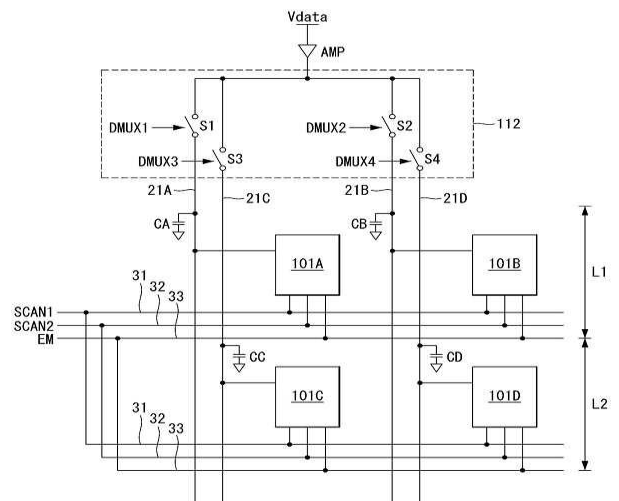 Vdata
AMP
DMUX1 S1 DMUX2 S2 112
DMUX3 S3 DMUX4 S4
21A 21C 21B 21D
CA CB
101A 101B L1
31 32 33
SCAN1
SCAN2
EM
CC CD
101C 101D L2
31 32 33